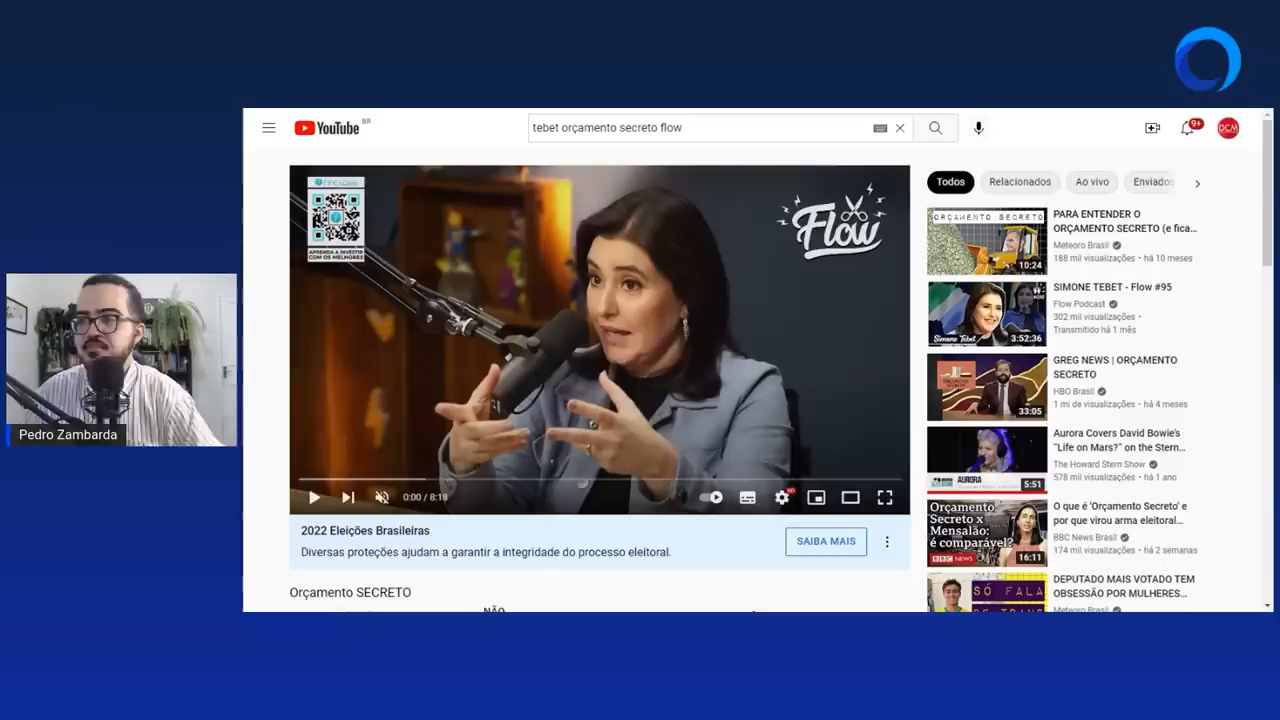 YouTube BR
tebet orçamento secreto flow
9+
DCM
APRENDA A INVESTIR
COM OS MELHORES
Flow
0:00 / 8:18
HD
2022 Eleições Brasileiras
Diversas proteções ajudam a garantir a integridade do processo eleitoral.
SAIBA MAIS
Orçamento SECRETO
NÃO
Pedro Zambarda
Todos
Relacionados
Ao vivo
Enviados
ORÇAMENTO SECRETO
10:24
PARA ENTENDER O
ORÇAMENTO SECRETO (e fica...
Meteoro Brasil
188 mil visualizações • há 10 meses
Simone Tebet
3:52:36
SIMONE TEBET - Flow #95
Flow Podcast
302 mil visualizações •
Transmitido há 1 mês
33:05
GREG NEWS | ORÇAMENTO
SECRETO
HBO Brasil
1 mi de visualizações • há 4 meses
AURORA
5:51
Aurora Covers David Bowie's
"Life on Mars?" on the Stern...
The Howard Stern Show
578 mil visualizações • há 1 ano
Orçamento
Secreto x
Mensalão:
é comparável?
BBC NEWS
16:11
O que é 'Orçamento Secreto' e
por que virou arma eleitoral...
BBC News Brasil
174 mil visualizações • há 2 semanas
SÓ FALA
DE TRANS
DEPUTADO MAIS VOTADO TEM
OBSESSÃO POR MULHERES...
Meteoro Brasil